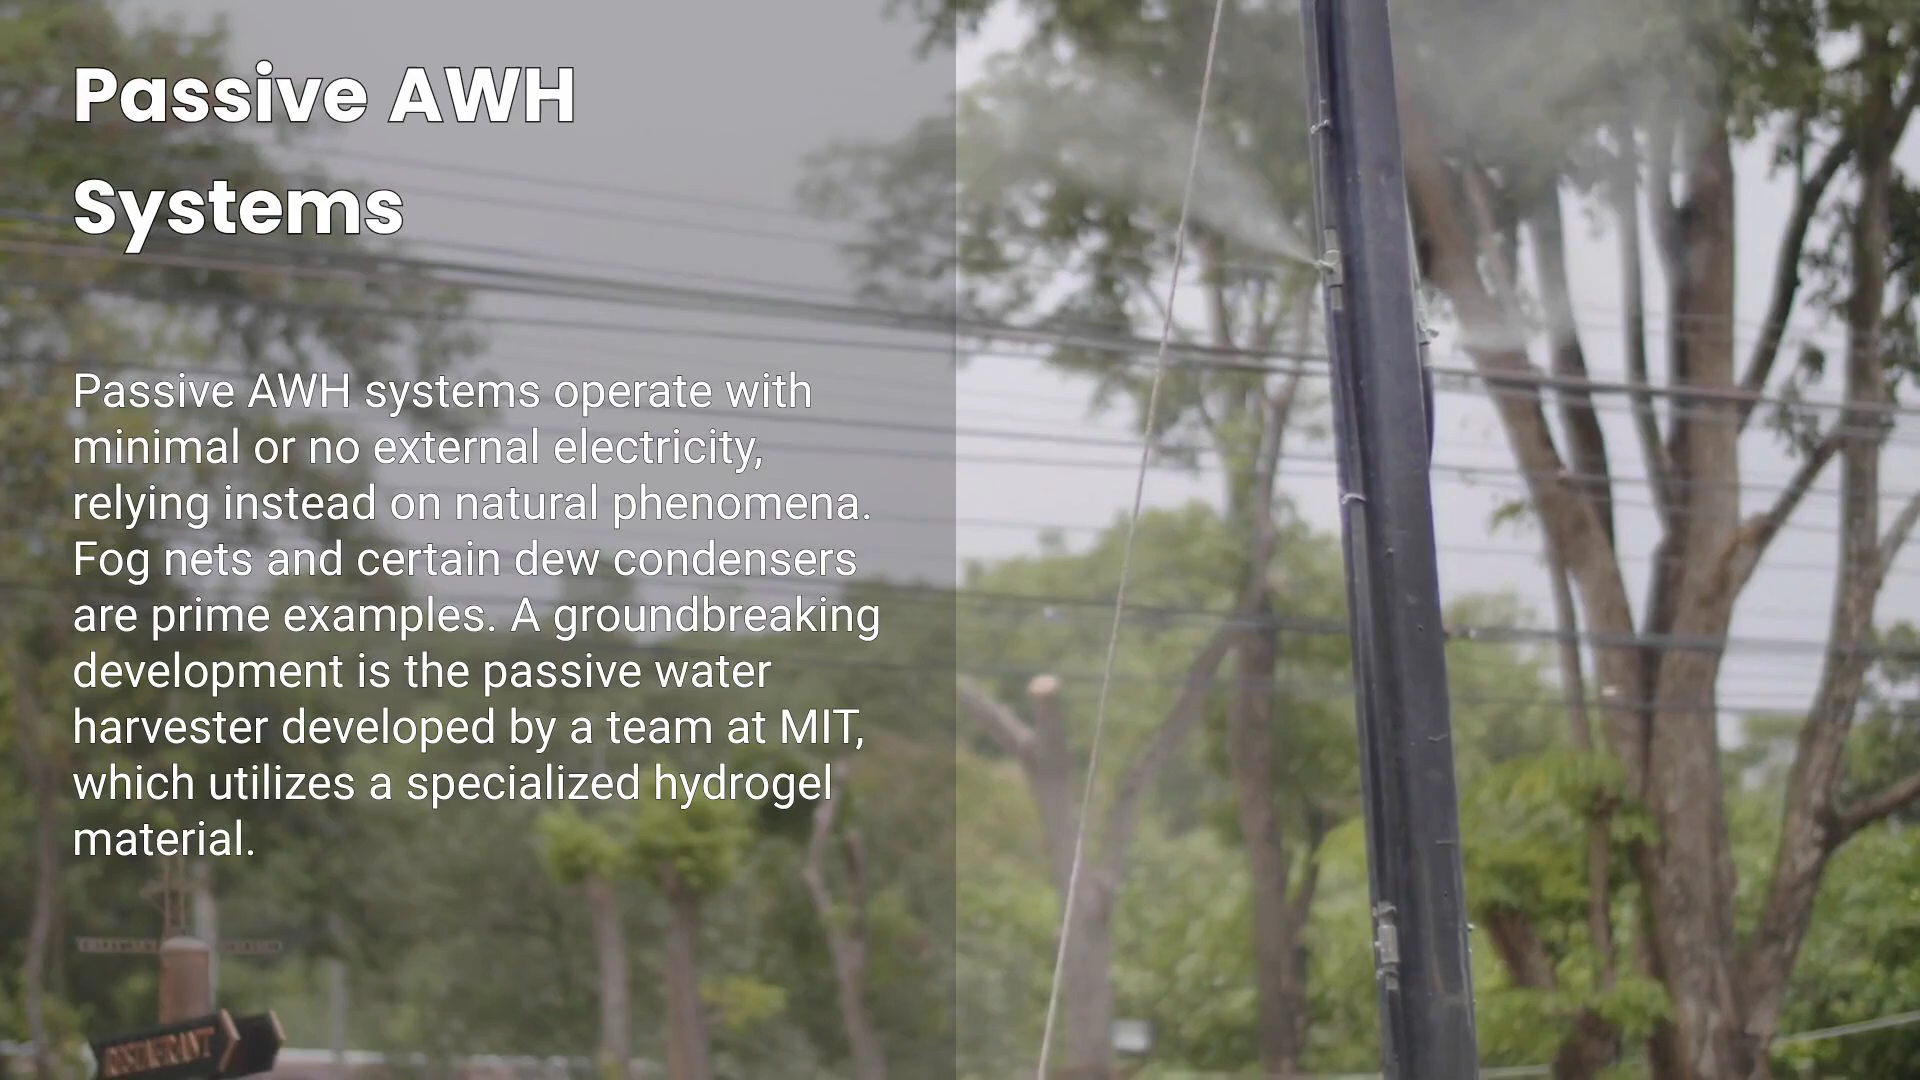 Passive AWH
Systems
Passive AWH systems operate with
minimal or no external electricity,
relying instead on natural phenomena.
Fog nets and certain dew condensers
are prime examples. A groundbreaking
development is the passive water
harvester developed by a team at MIT,
which utilizes a specialized hydrogel
material.
RESTAURANT